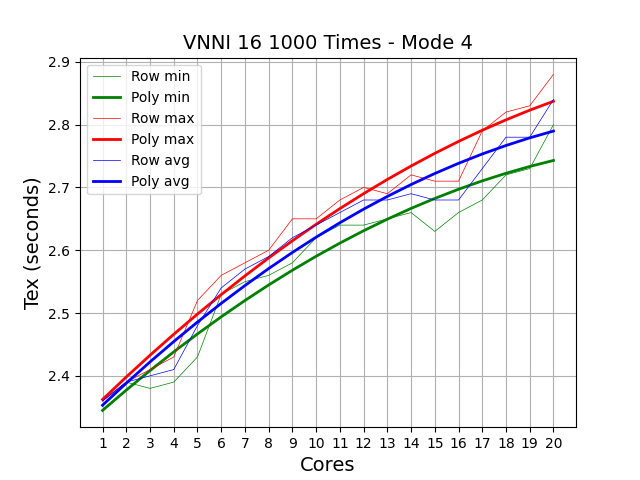 VNNI 16 1000 Times - Mode 4
2.9
2.8
2.7
2.6
2.5
2.4
Tex (seconds)
Row min
Poly min
Row max
Poly max
Row avg
Poly avg
1 2 3 4 5 6 7 8 9 10 11 12 13 14 15 16 17 18 19 20
Cores